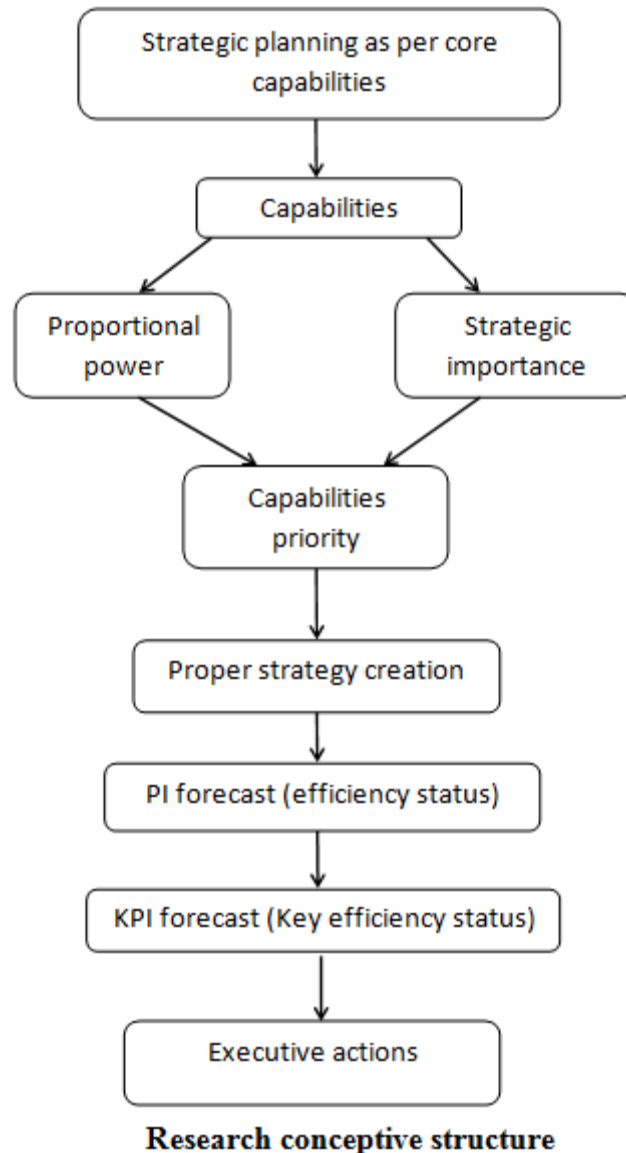 Strategic planning as per core
capabilities
Capabilities
Proportional
power
Strategic
importance
Capabilities
priority
Proper strategy creation
PI forecast (efficiency status)
KPI forecast (Key efficiency status)
Executive actions
Research conceptive structure